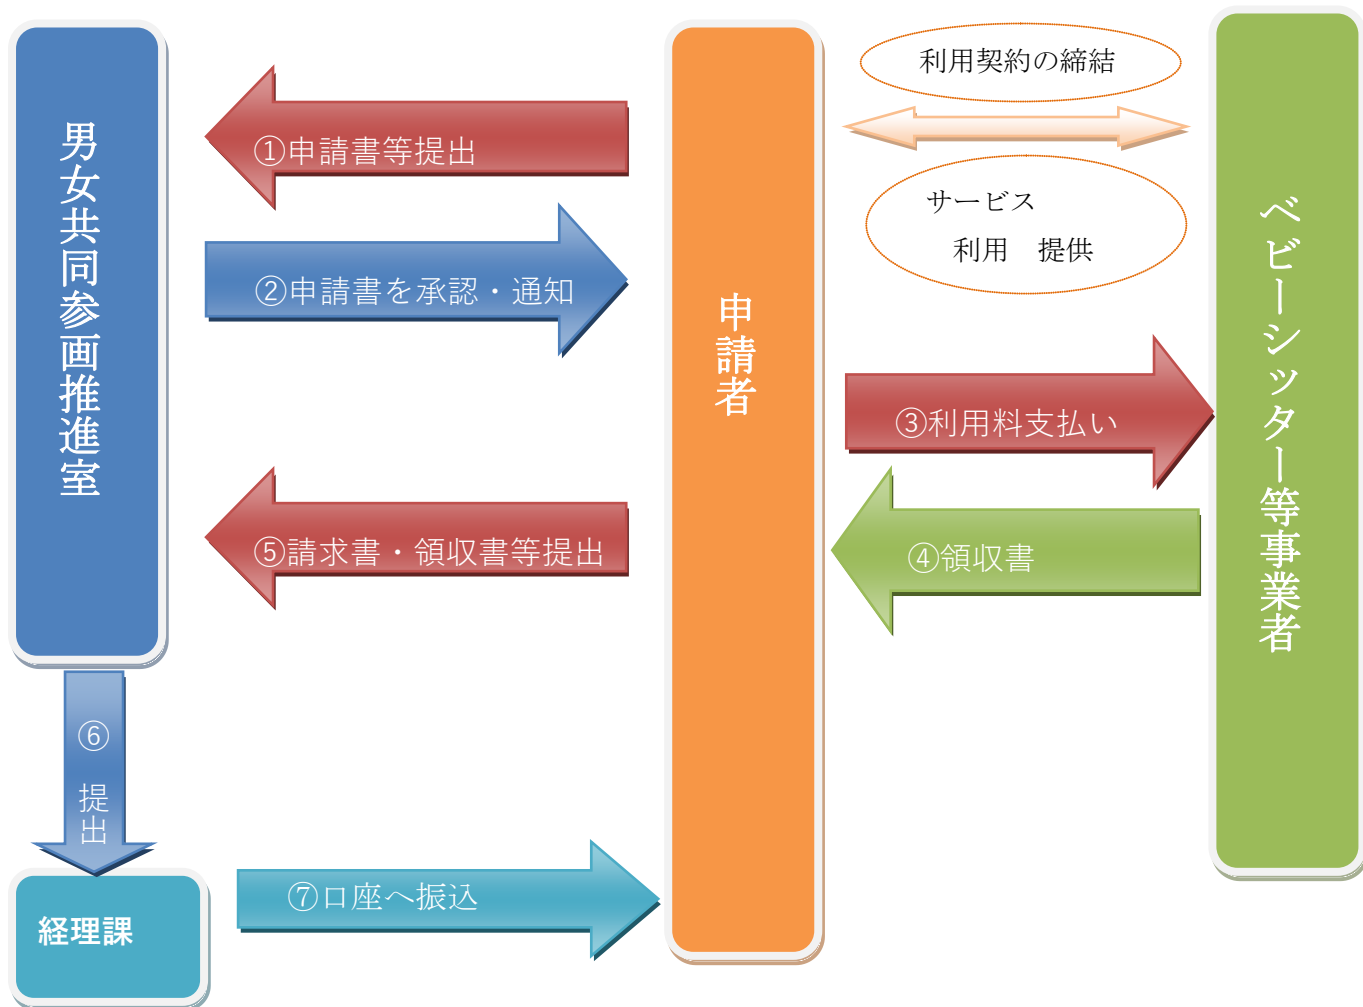 男女共同参画推進室
①申請書等提出
②申請書を承認・通知
⑤請求書・領収書等提出
⑥
提出
経理課
⑦口座へ振込
申請者
利用契約の締結
サービス
利用　提供
③利用料支払い
④領収書
ベビーシッター等事業者